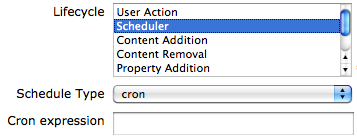 Lifecycle
User Action
Scheduler
Content Addition
Content Removal
Property Addition
Schedule Type
cron
Cron expression